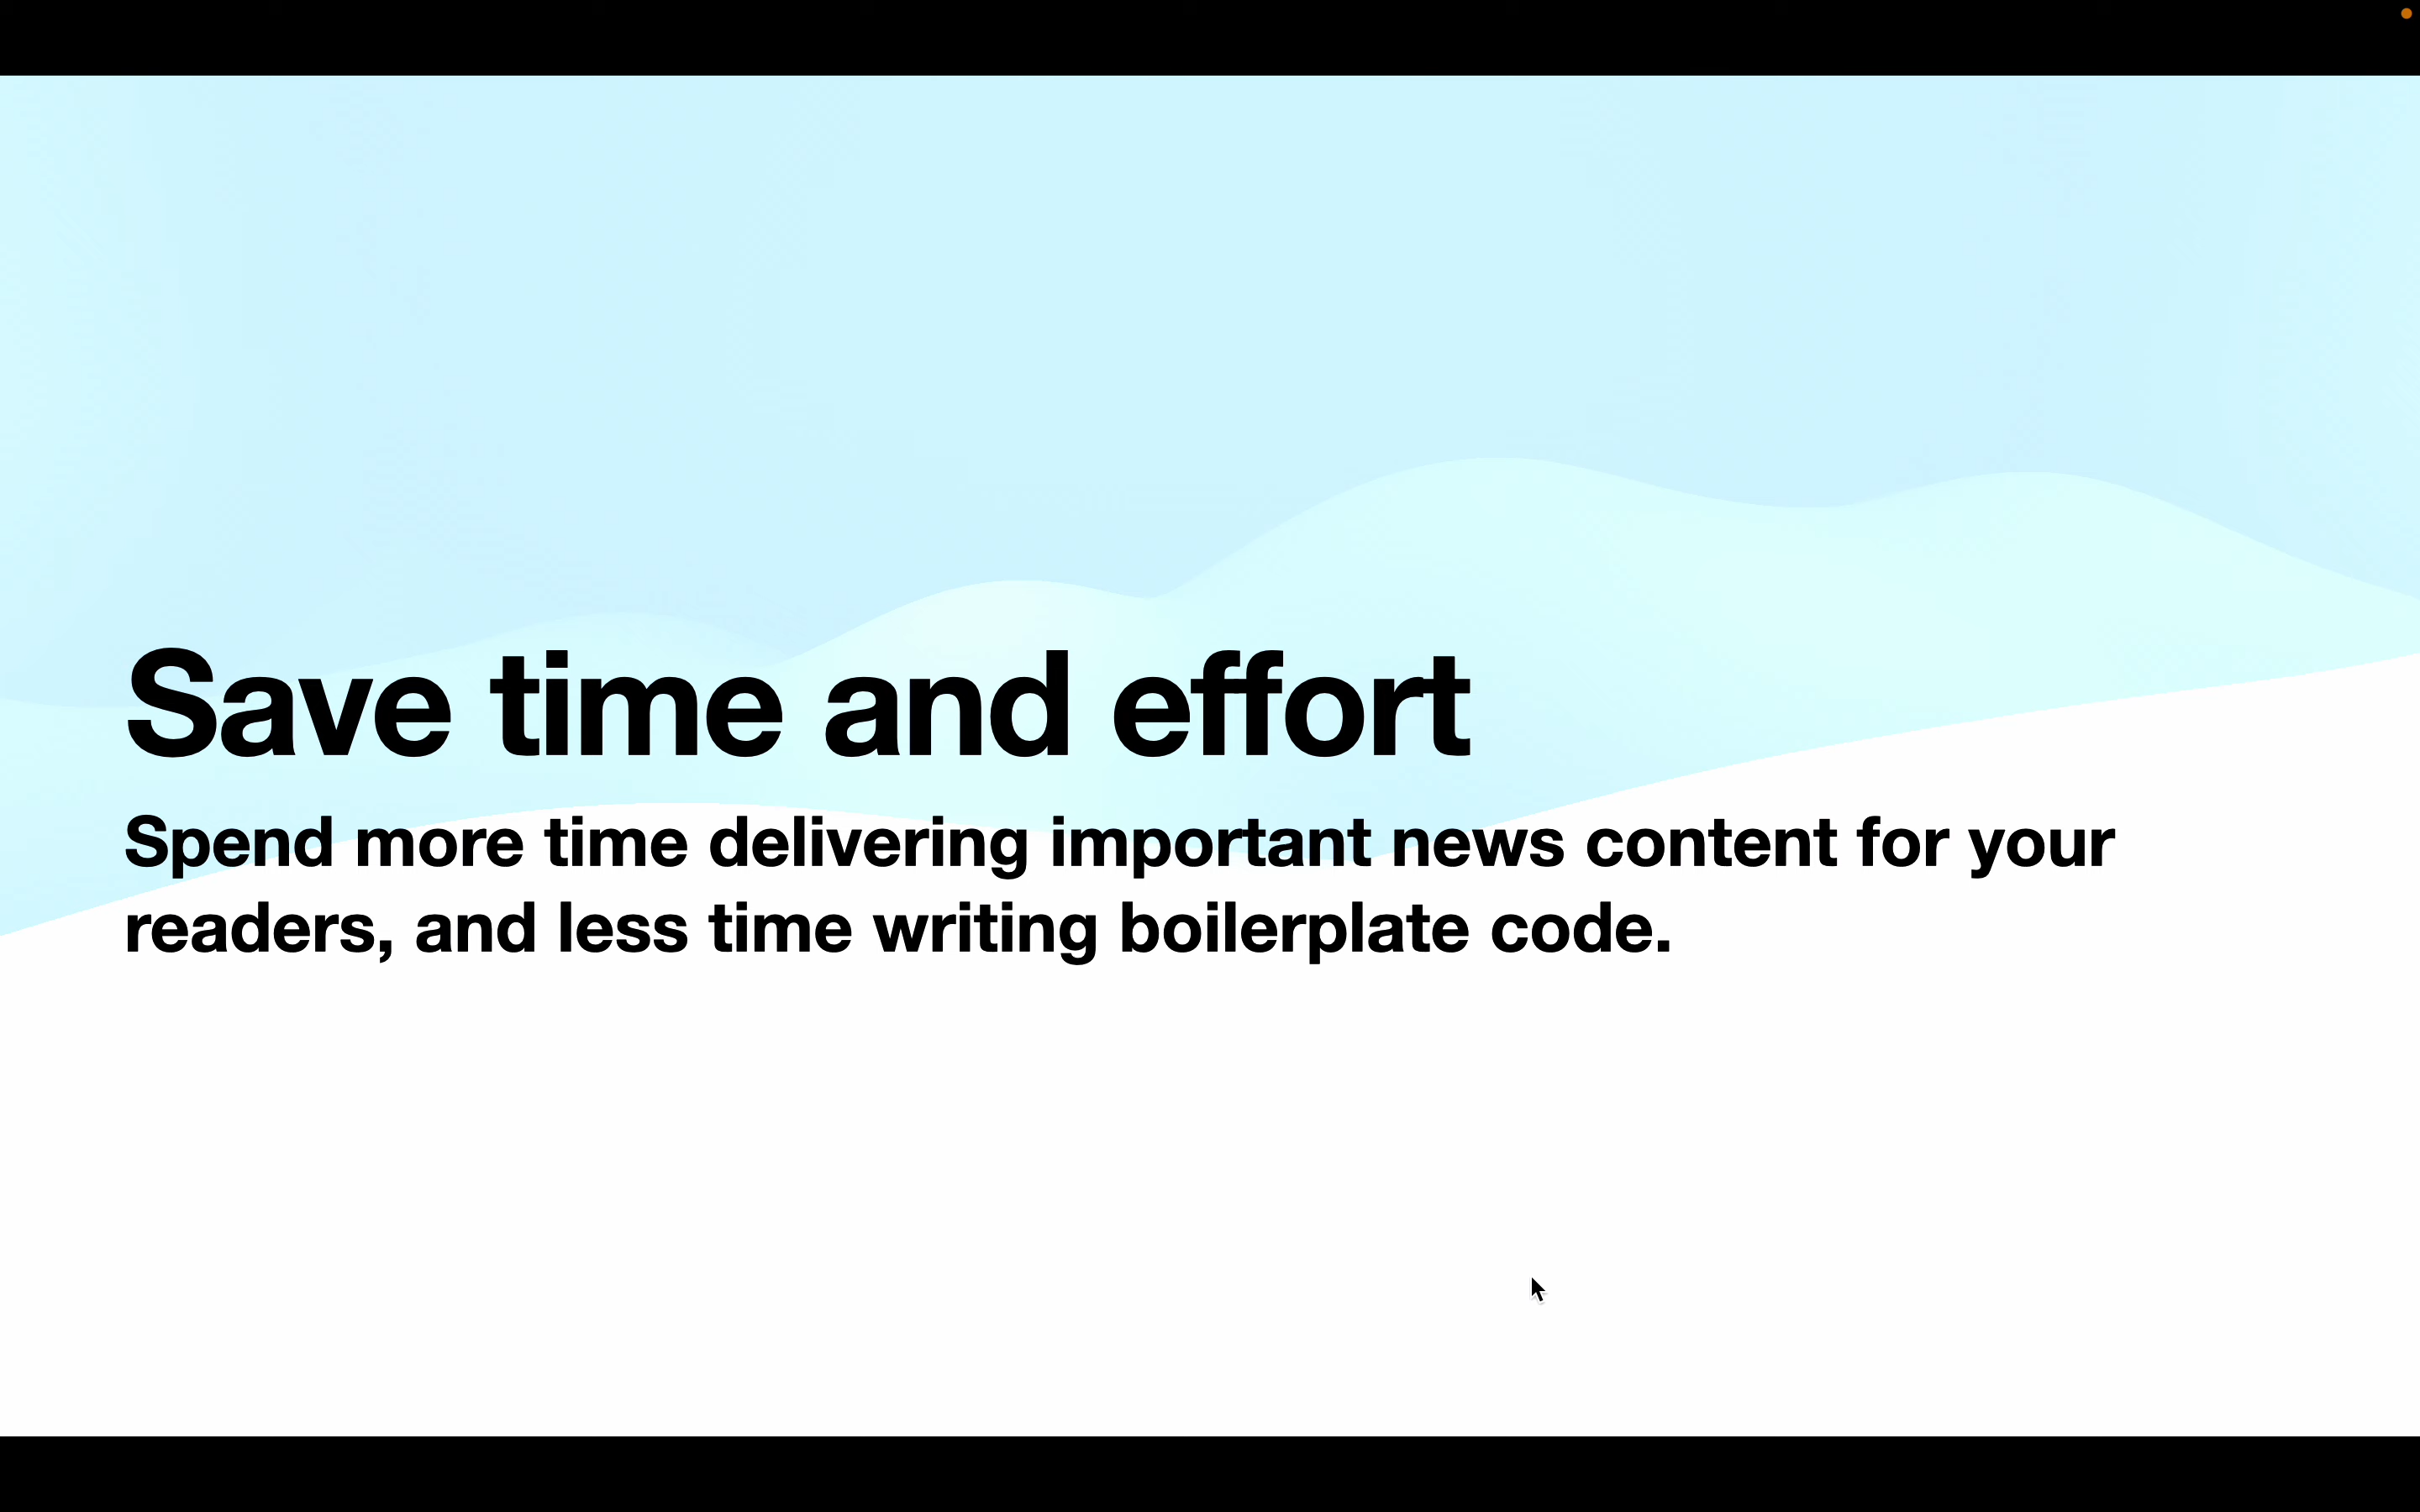 Save time and effort
Spend more time delivering important news content for your
readers, and less time writing boilerplate code.